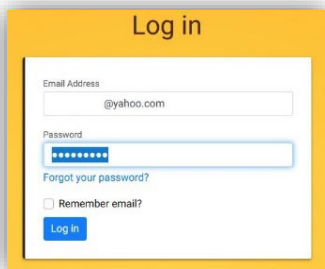 Log in
Email Address
@yahoo.com
Password
•••••••••
Forgot your password?
Remember email?
Log in